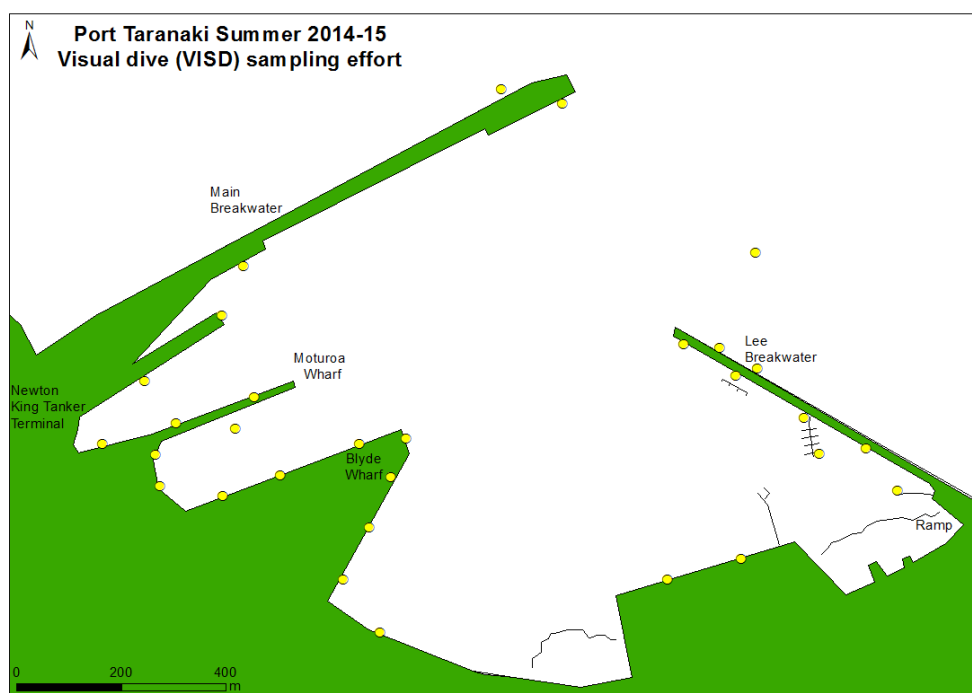 N
Port Taranaki Summer 2014-15
Visual dive (VISD) sampling effort
Main
Breakwater
Lee
Breakwater
Moturoa
Wharf
Newton
King Tanker
Terminal
Blyde
Wharf
Ramp
0 200 400
m